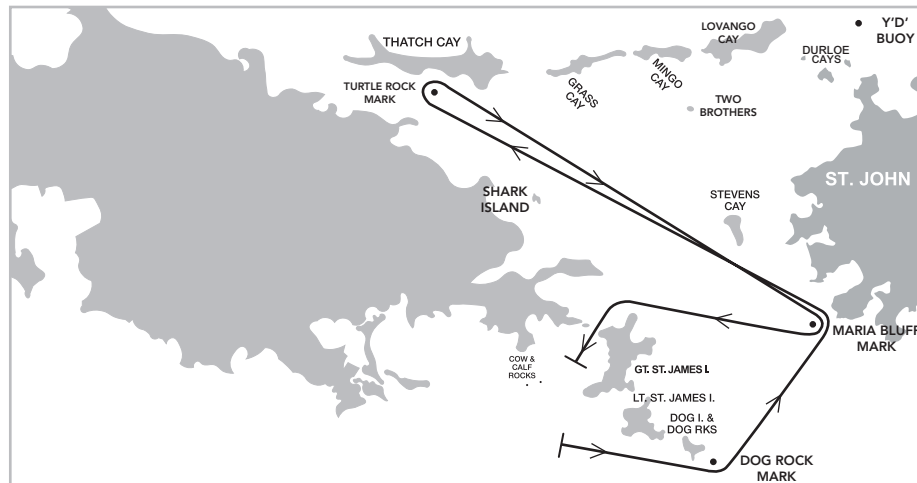 LOVANGO
CAY
Y'D'
BUOY
THATCH CAY
DURLOE
CAYS
GRASS
CAY
MINGO
CAY
TURTLE ROCK
MARK
TWO
BROTHERS
ST. JOHN
SHARK
ISLAND
STEVENS
CAY
MARIA BLUFF
MARK
COW &
CALF
ROCKS
GT. ST. JAMES I.
LT. ST. JAMES I.
DOG I. &
DOG RKS
DOG ROCK
MARK